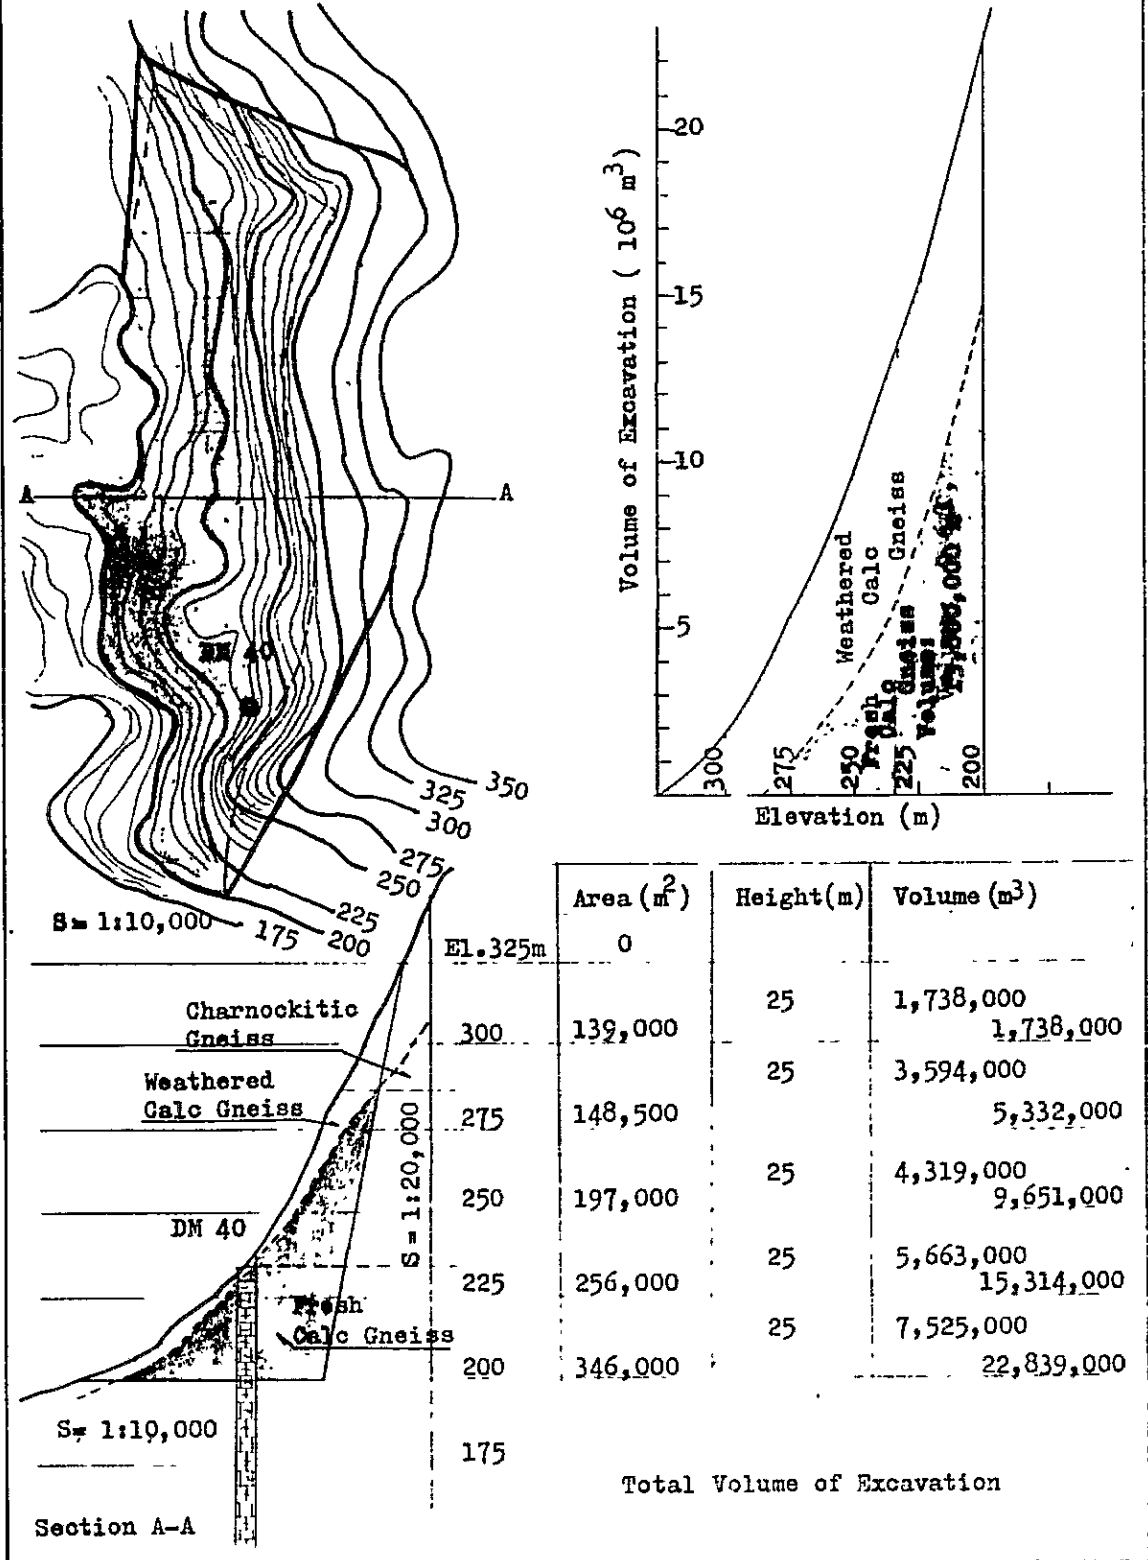 A
A
DM 40
350
325
300
275
250
225
200
175
S= 1:10,000
Volume of Excavation ( 10⁶ m³)
20
15
10
5
Weathered
Calc
Gneiss
Fresh
Calc
Gneiss
Volume:
300
275
250
225
200
Elevation (m)
Area (m²)
Height(m)
Volume (m³)
El.325m
0
25
1,738,000
300
139,000
1,738,000
25
3,594,000
275
148,500
5,332,000
25
4,319,000
250
197,000
9,651,000
25
5,663,000
225
256,000
15,314,000
25
7,525,000
200
346,000
22,839,000
175
Charnockitic
Gneiss
Weathered
Calc Gneiss
S = 1:20,000
DM 40
Fresh
Calc Gneiss
S= 1:10,000
Section A-A
Total Volume of Excavation